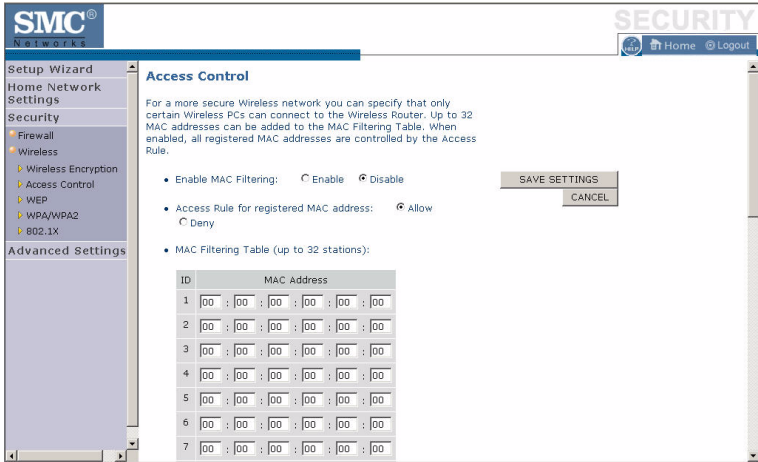 SMC®
Networks
SECURITY
HELP Home Logout
Setup Wizard
Home Network
Settings
Security
Firewall
Wireless
Wireless Encryption
Access Control
WEP
WPA/WPA2
802.1X
Advanced Settings
Access Control
For a more secure Wireless network you can specify that only
certain Wireless PCs can connect to the Wireless Router. Up to 32
MAC addresses can be added to the MAC Filtering Table. When
enabled, all registered MAC addresses are controlled by the Access
Rule.
• Enable MAC Filtering: Enable Disable
• Access Rule for registered MAC address: Allow
Deny
• MAC Filtering Table (up to 32 stations):
SAVE SETTINGS
CANCEL
ID MAC Address
1 00 : 00 : 00 : 00 : 00 : 00
2 00 : 00 : 00 : 00 : 00 : 00
3 00 : 00 : 00 : 00 : 00 : 00
4 00 : 00 : 00 : 00 : 00 : 00
5 00 : 00 : 00 : 00 : 00 : 00
6 00 : 00 : 00 : 00 : 00 : 00
7 00 : 00 : 00 : 00 : 00 : 00